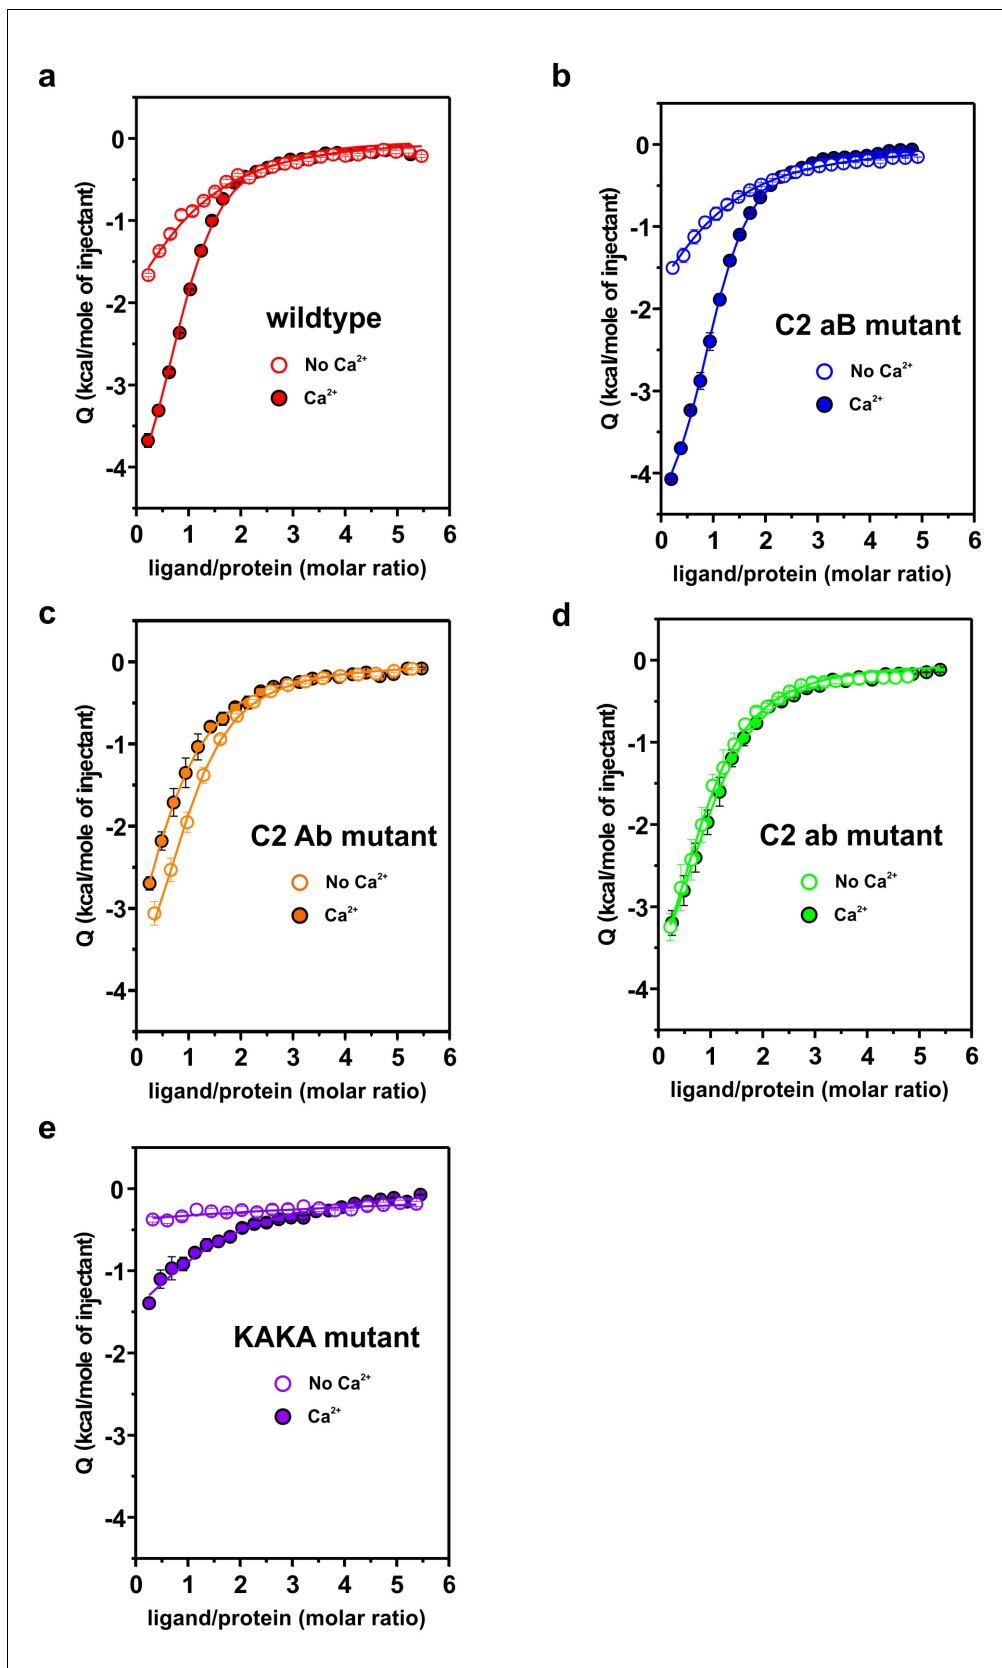 a
0
-1
-2
-3
-4
Q (kcal/mole of injectant)
wildtype
No Ca²⁺
Ca²⁺
0 1 2 3 4 5 6
ligand/protein (molar ratio)
b
0
-1
-2
-3
-4
Q (kcal/mole of injectant)
C2 aB mutant
No Ca²⁺
Ca²⁺
0 1 2 3 4 5 6
ligand/protein (molar ratio)
c
0
-1
-2
-3
-4
Q (kcal/mole of injectant)
C2 Ab mutant
No Ca²⁺
Ca²⁺
0 1 2 3 4 5 6
ligand/protein (molar ratio)
d
0
-1
-2
-3
-4
Q (kcal/mole of injectant)
C2 ab mutant
No Ca²⁺
Ca²⁺
0 1 2 3 4 5 6
ligand/protein (molar ratio)
e
0
-1
-2
-3
-4
Q (kcal/mole of injectant)
KAKA mutant
No Ca²⁺
Ca²⁺
0 1 2 3 4 5 6
ligand/protein (molar ratio)